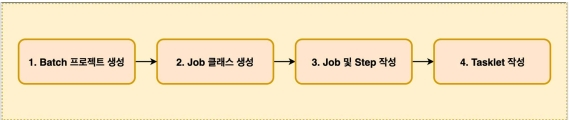 1. Batch 프로젝트 생성
2. Job 클래스 생성
3. Job 및 Step 작성
4. Tasklet 작성